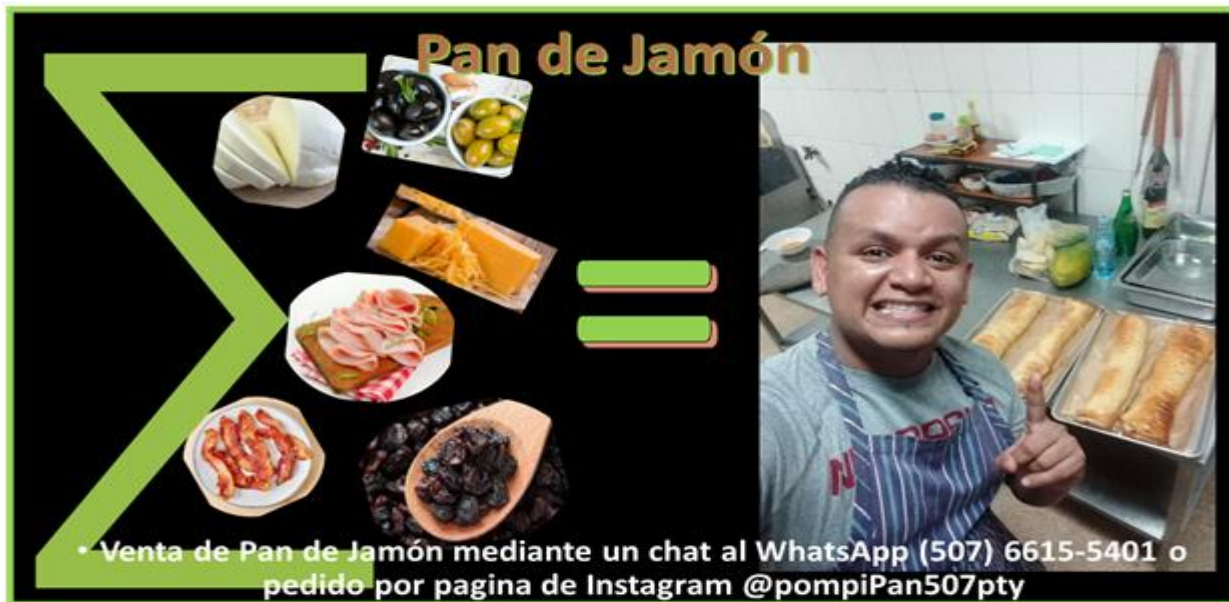 Pan de Jamón
• Venta de Pan de Jamón mediante un chat al WhatsApp (507) 6615-5401 o
pedido por pagina de Instagram @pompiPan507pty